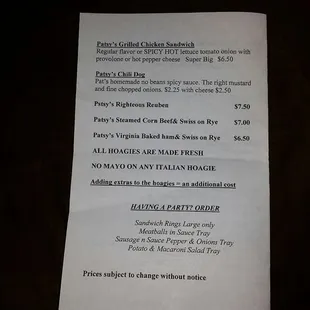 Patsy's Grilled Chicken Sandwich
Regular flavor or SPICY HOT lettuce tomato onion with
provolone or hot pepper cheese Super Big $6.50
Patsy's Chili Dog
Pat's homemade no beans spicy sauce. The right mustard
and fine chopped onions. $2.25 with cheese $2.50
Patsy's Righteous Reuben $7.50
Patsy's Steamed Corn Beef& Swiss on Rye $7.00
Patsy's Virginia Baked ham& Swiss on Rye $6.50
ALL HOAGIES ARE MADE FRESH
NO MAYO ON ANY ITALIAN HOAGIE
Adding extras to the hoagies = an additional cost
HAVING A PARTY? ORDER
Sandwich Rings Large only
Meatballs in Sauce Tray
Sausage n Sauce Pepper & Onions Tray
Potato & Macaroni Salad Tray
Prices subject to change without notice